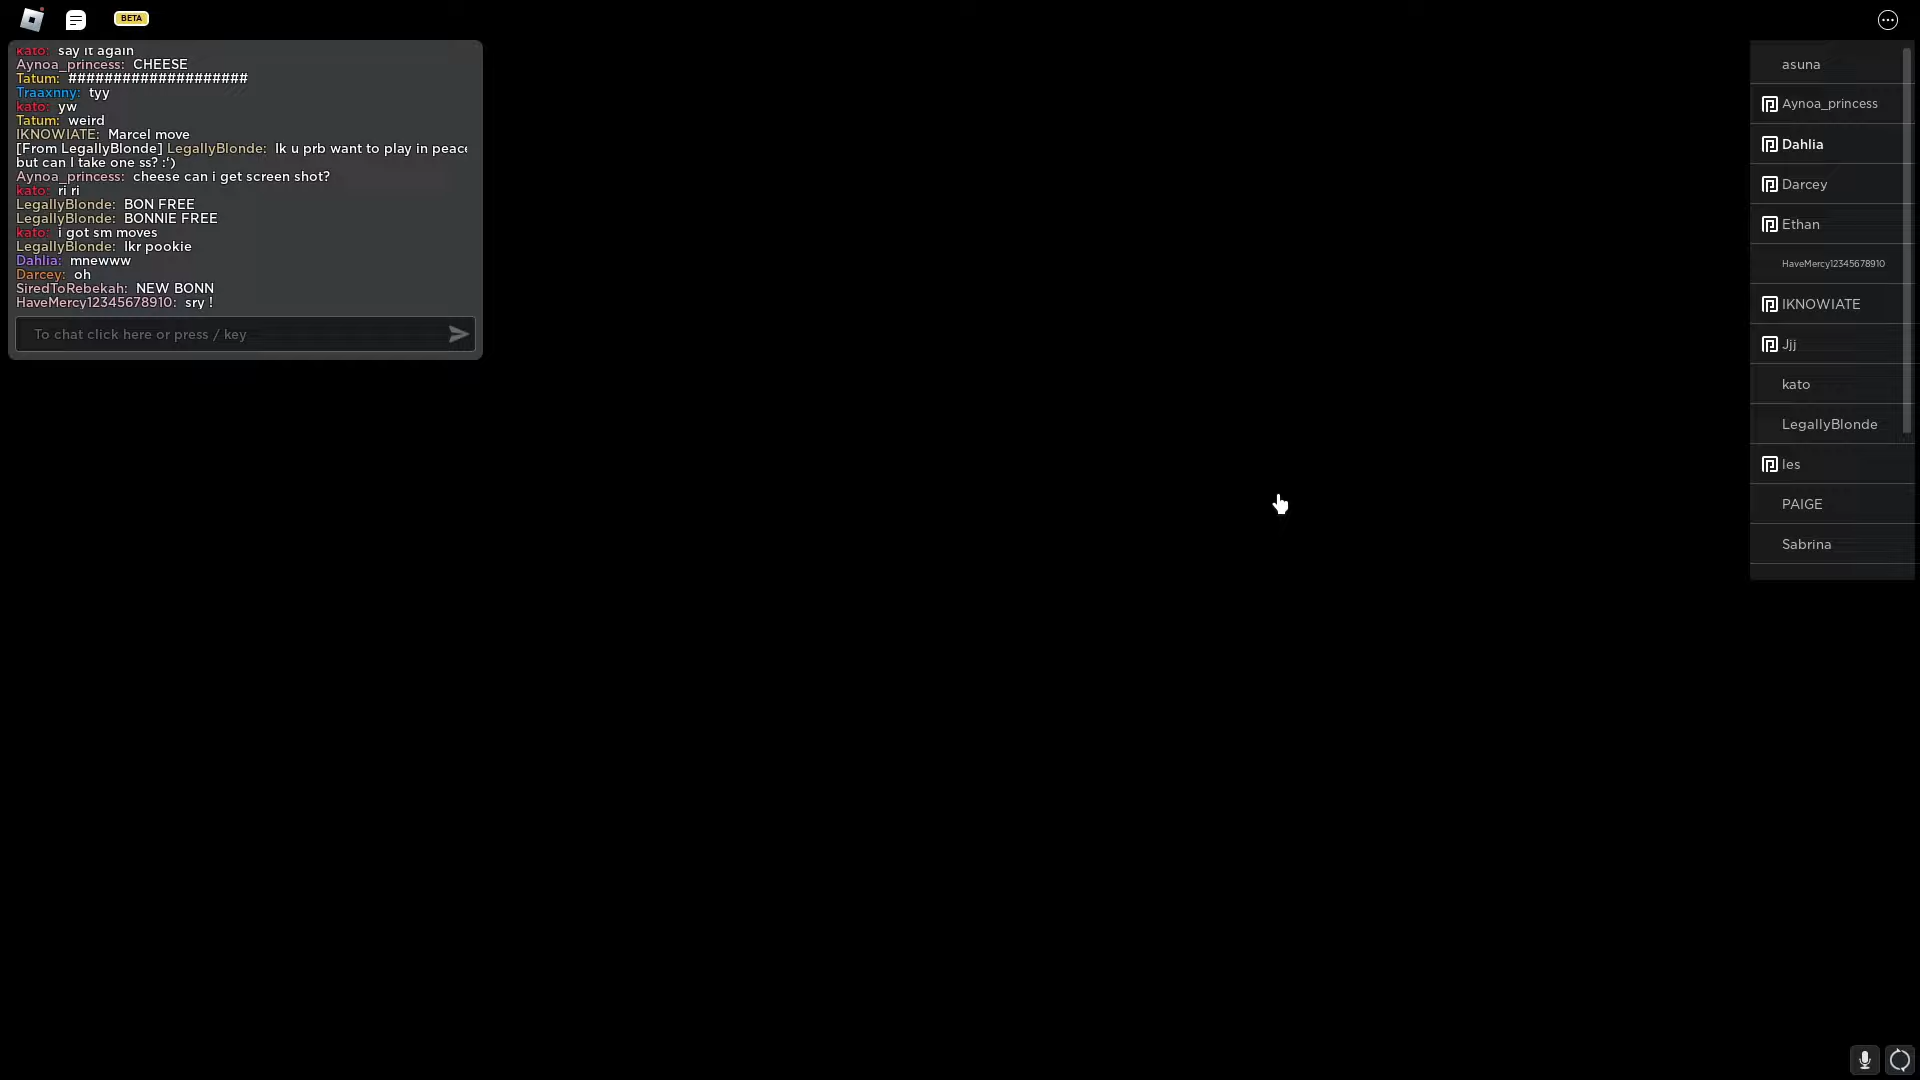 BETA
kato: say it again
Aynoa_princess: CHEESE
Tatum: ####################
Traaxnny: tyy
kato: yw
Tatum: weird
IKNOWIATE: Marcel move
[From LegallyBlonde] LegallyBlonde: Ik u prb want to play in peace
but can I take one ss? :')
Aynoa_princess: cheese can i get screen shot?
kato: ri ri
LegallyBlonde: BON FREE
LegallyBlonde: BONNIE FREE
kato: i got sm moves
LegallyBlonde: Ikr pookie
Dahlia: mnewww
Darcey: oh
SiredToRebekah: NEW BONN
HaveMercy12345678910: sry !
To chat click here or press / key
asuna
Aynoa_princess
Dahlia
Darcey
Ethan
HaveMercy12345678910
IKNOWIATE
Jjj
kato
LegallyBlonde
les
PAIGE
Sabrina